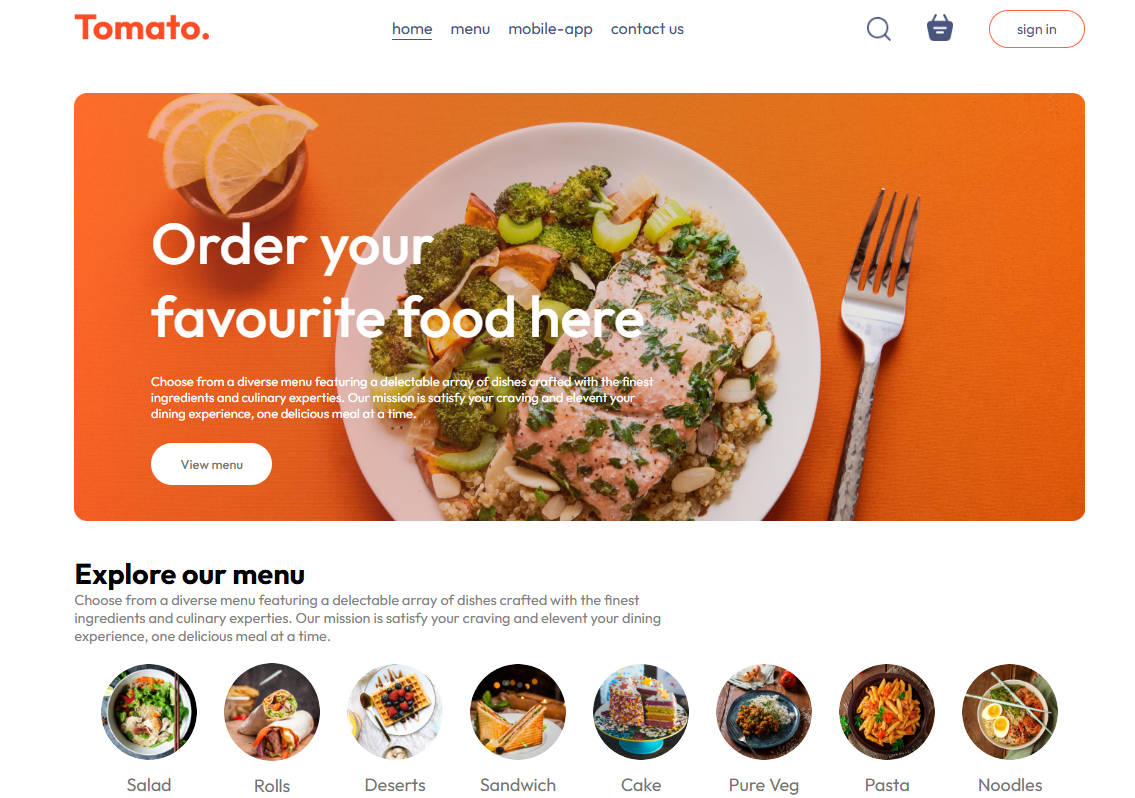 Tomato.
home menu mobile-app contact us
sign in
Order your
favourite food here
Choose from a diverse menu featuring a delectable array of dishes crafted with the finest
ingredients and culinary experties. Our mission is satisfy your craving and elevent your
dining experience, one delicious meal at a time.
View menu
Explore our menu
Choose from a diverse menu featuring a delectable array of dishes crafted with the finest
ingredients and culinary experties. Our mission is satisfy your craving and elevent your dining
experience, one delicious meal at a time.
Salad Rolls Deserts Sandwich Cake Pure Veg Pasta Noodles